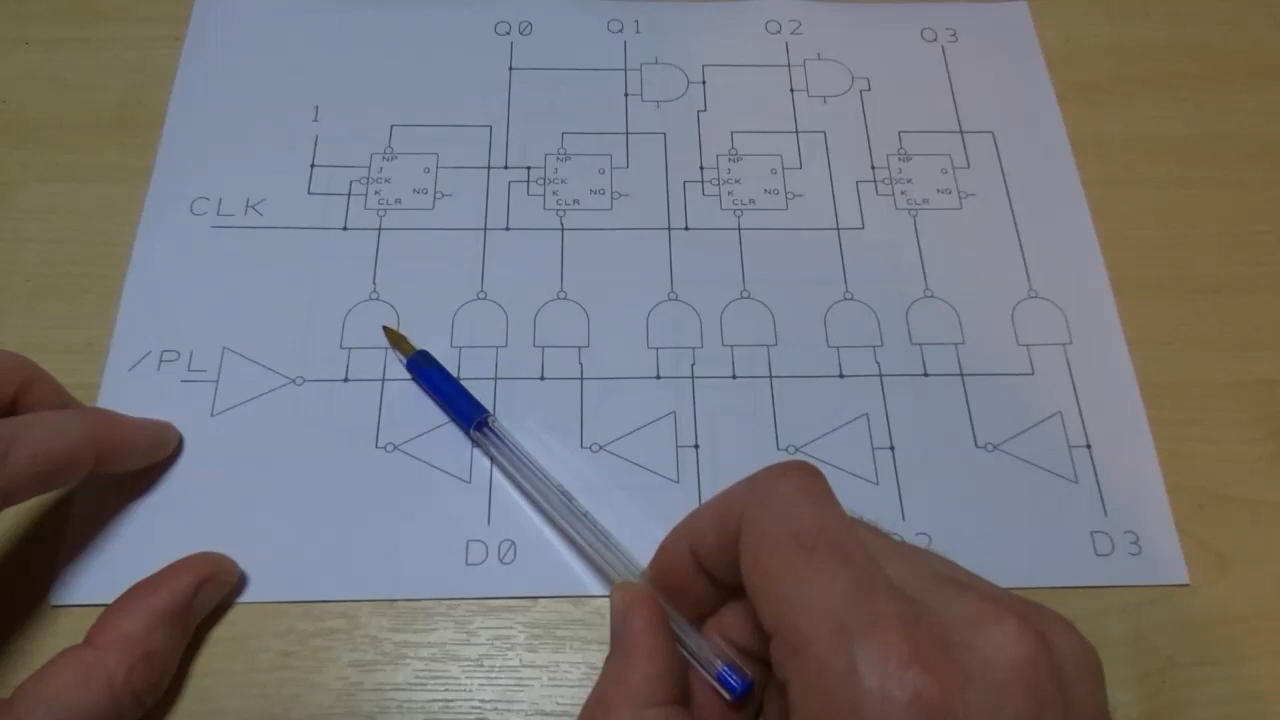 Q0 Q1 Q2 Q3
1
NP NP NP NP
J Q J Q J Q J Q
CK CK CK CK
K NQ K NQ K NQ K NQ
CLR CLR CLR CLR
CLK
/PL
D0 D3